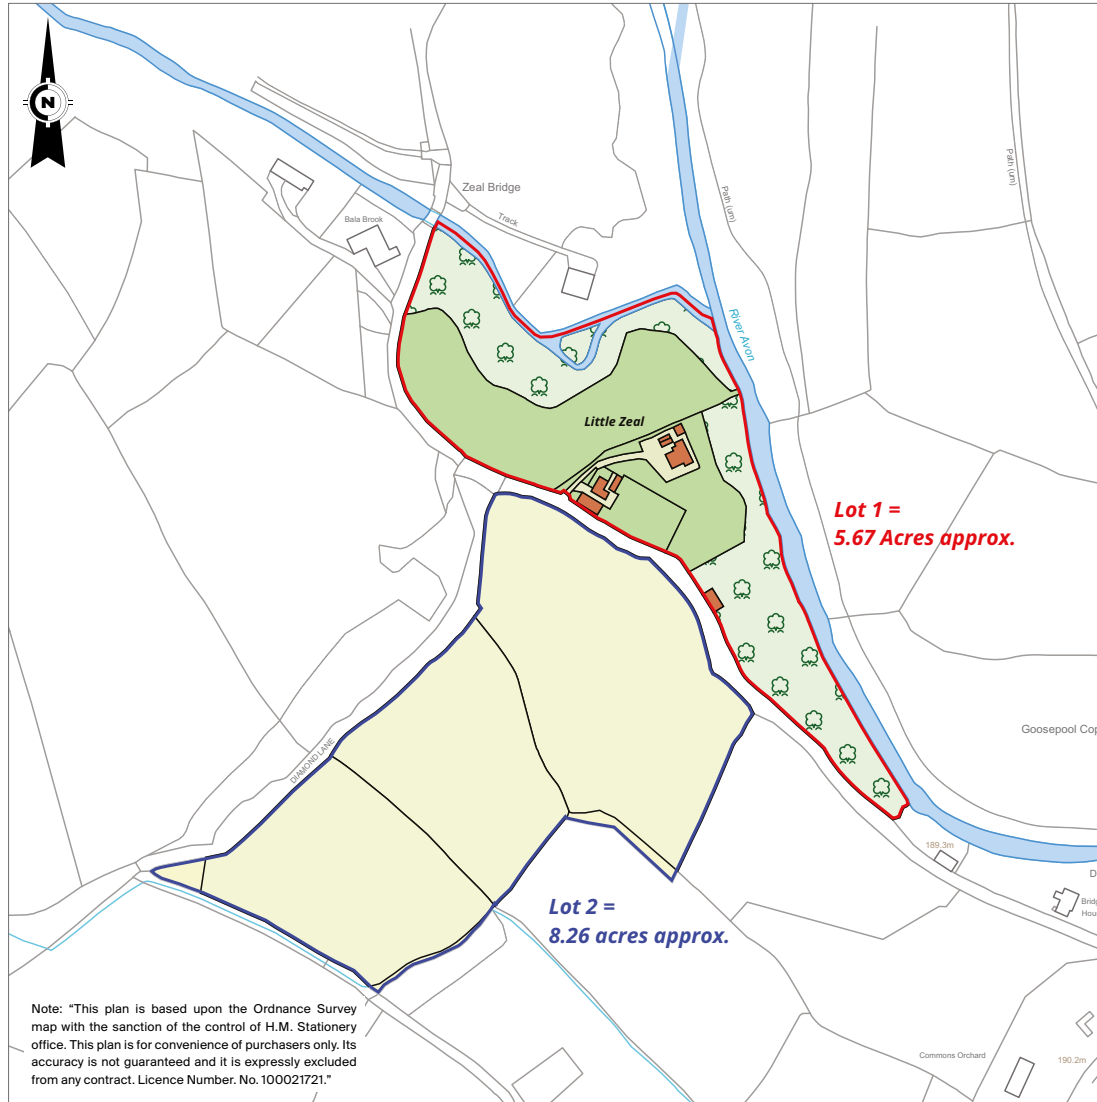 N
Zeal Bridge
Track
Bala Brook
Path (um)
Path (um)
River Avon
Little Zeal
Lot 1 =
5.67 Acres approx.
Goosepool Cop
DIAMOND LANE
189.3m
D
Bridg
Hou
Lot 2 =
8.26 acres approx.
Commons Orchard
190.2m
Note: “This plan is based upon the Ordnance Survey
map with the sanction of the control of H.M. Stationery
office. This plan is for convenience of purchasers only. Its
accuracy is not guaranteed and it is expressly excluded
from any contract. Licence Number. No. 100021721.”